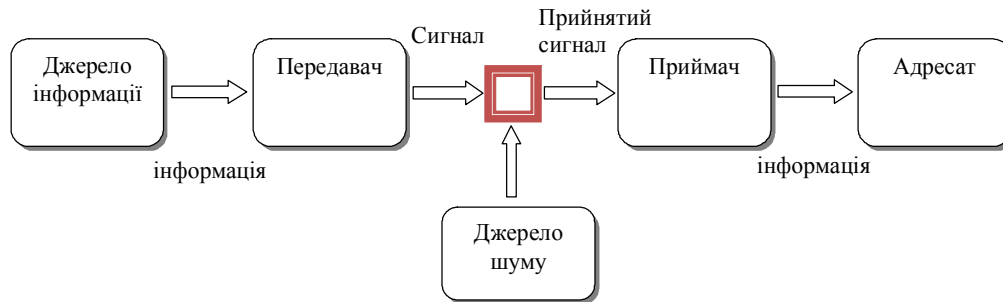 Джерело
інформації
інформація
Передавач
Сигнал
Прийнятий
сигнал
Приймач
інформація
Адресат
Джерело
шуму